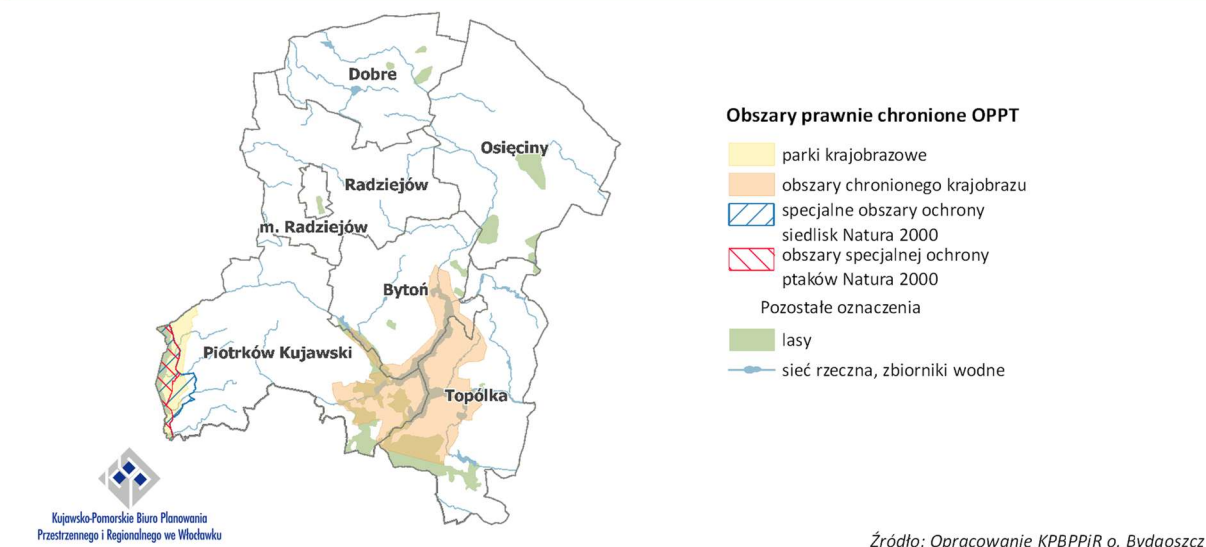 Dobre
Osięciny
Radziejów
m. Radziejów
Bytoń
Piotrków Kujawski
Topólka
Kujawsko-Pomorskie Biuro Planowania
Przestrzennego i Regionalnego we Włocławku
Obszary prawnie chronione OPPT
parki krajobrazowe
obszary chronionego krajobrazu
specjalne obszary ochrony
siedlisk Natura 2000
obszary specjalnej ochrony
ptaków Natura 2000
Pozostałe oznaczenia
lasy
sieć rzeczna, zbiorniki wodne
Źródło: Opracowanie KPBPPiR o. Bydgoszcz